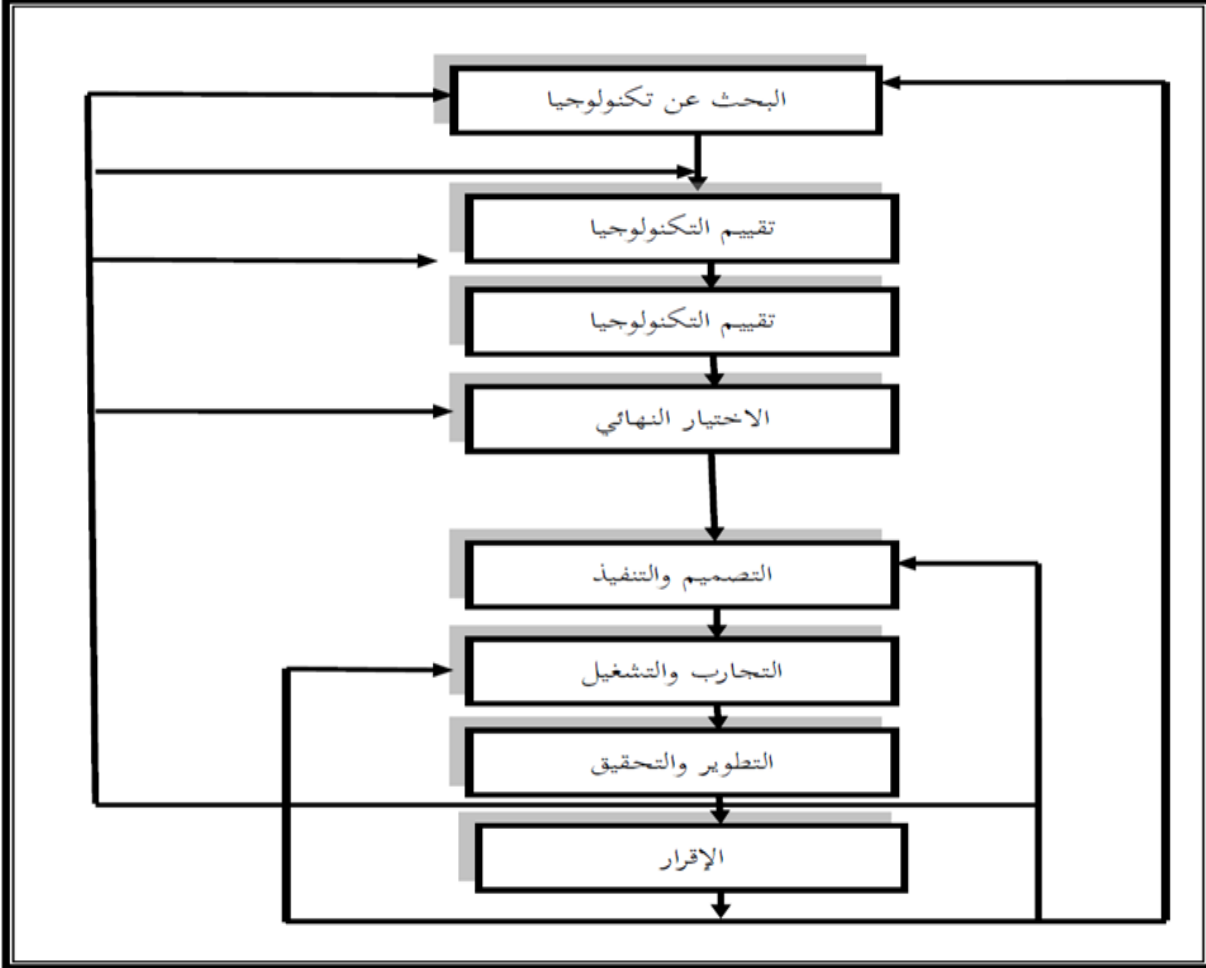 البحث عن تكنولوجيا
تقييم التكنولوجيا
تقييم التكنولوجيا
الاختيار النهائي
التصميم والتنفيذ
التجارب والتشغيل
التطوير والتحقيق
الإقرار